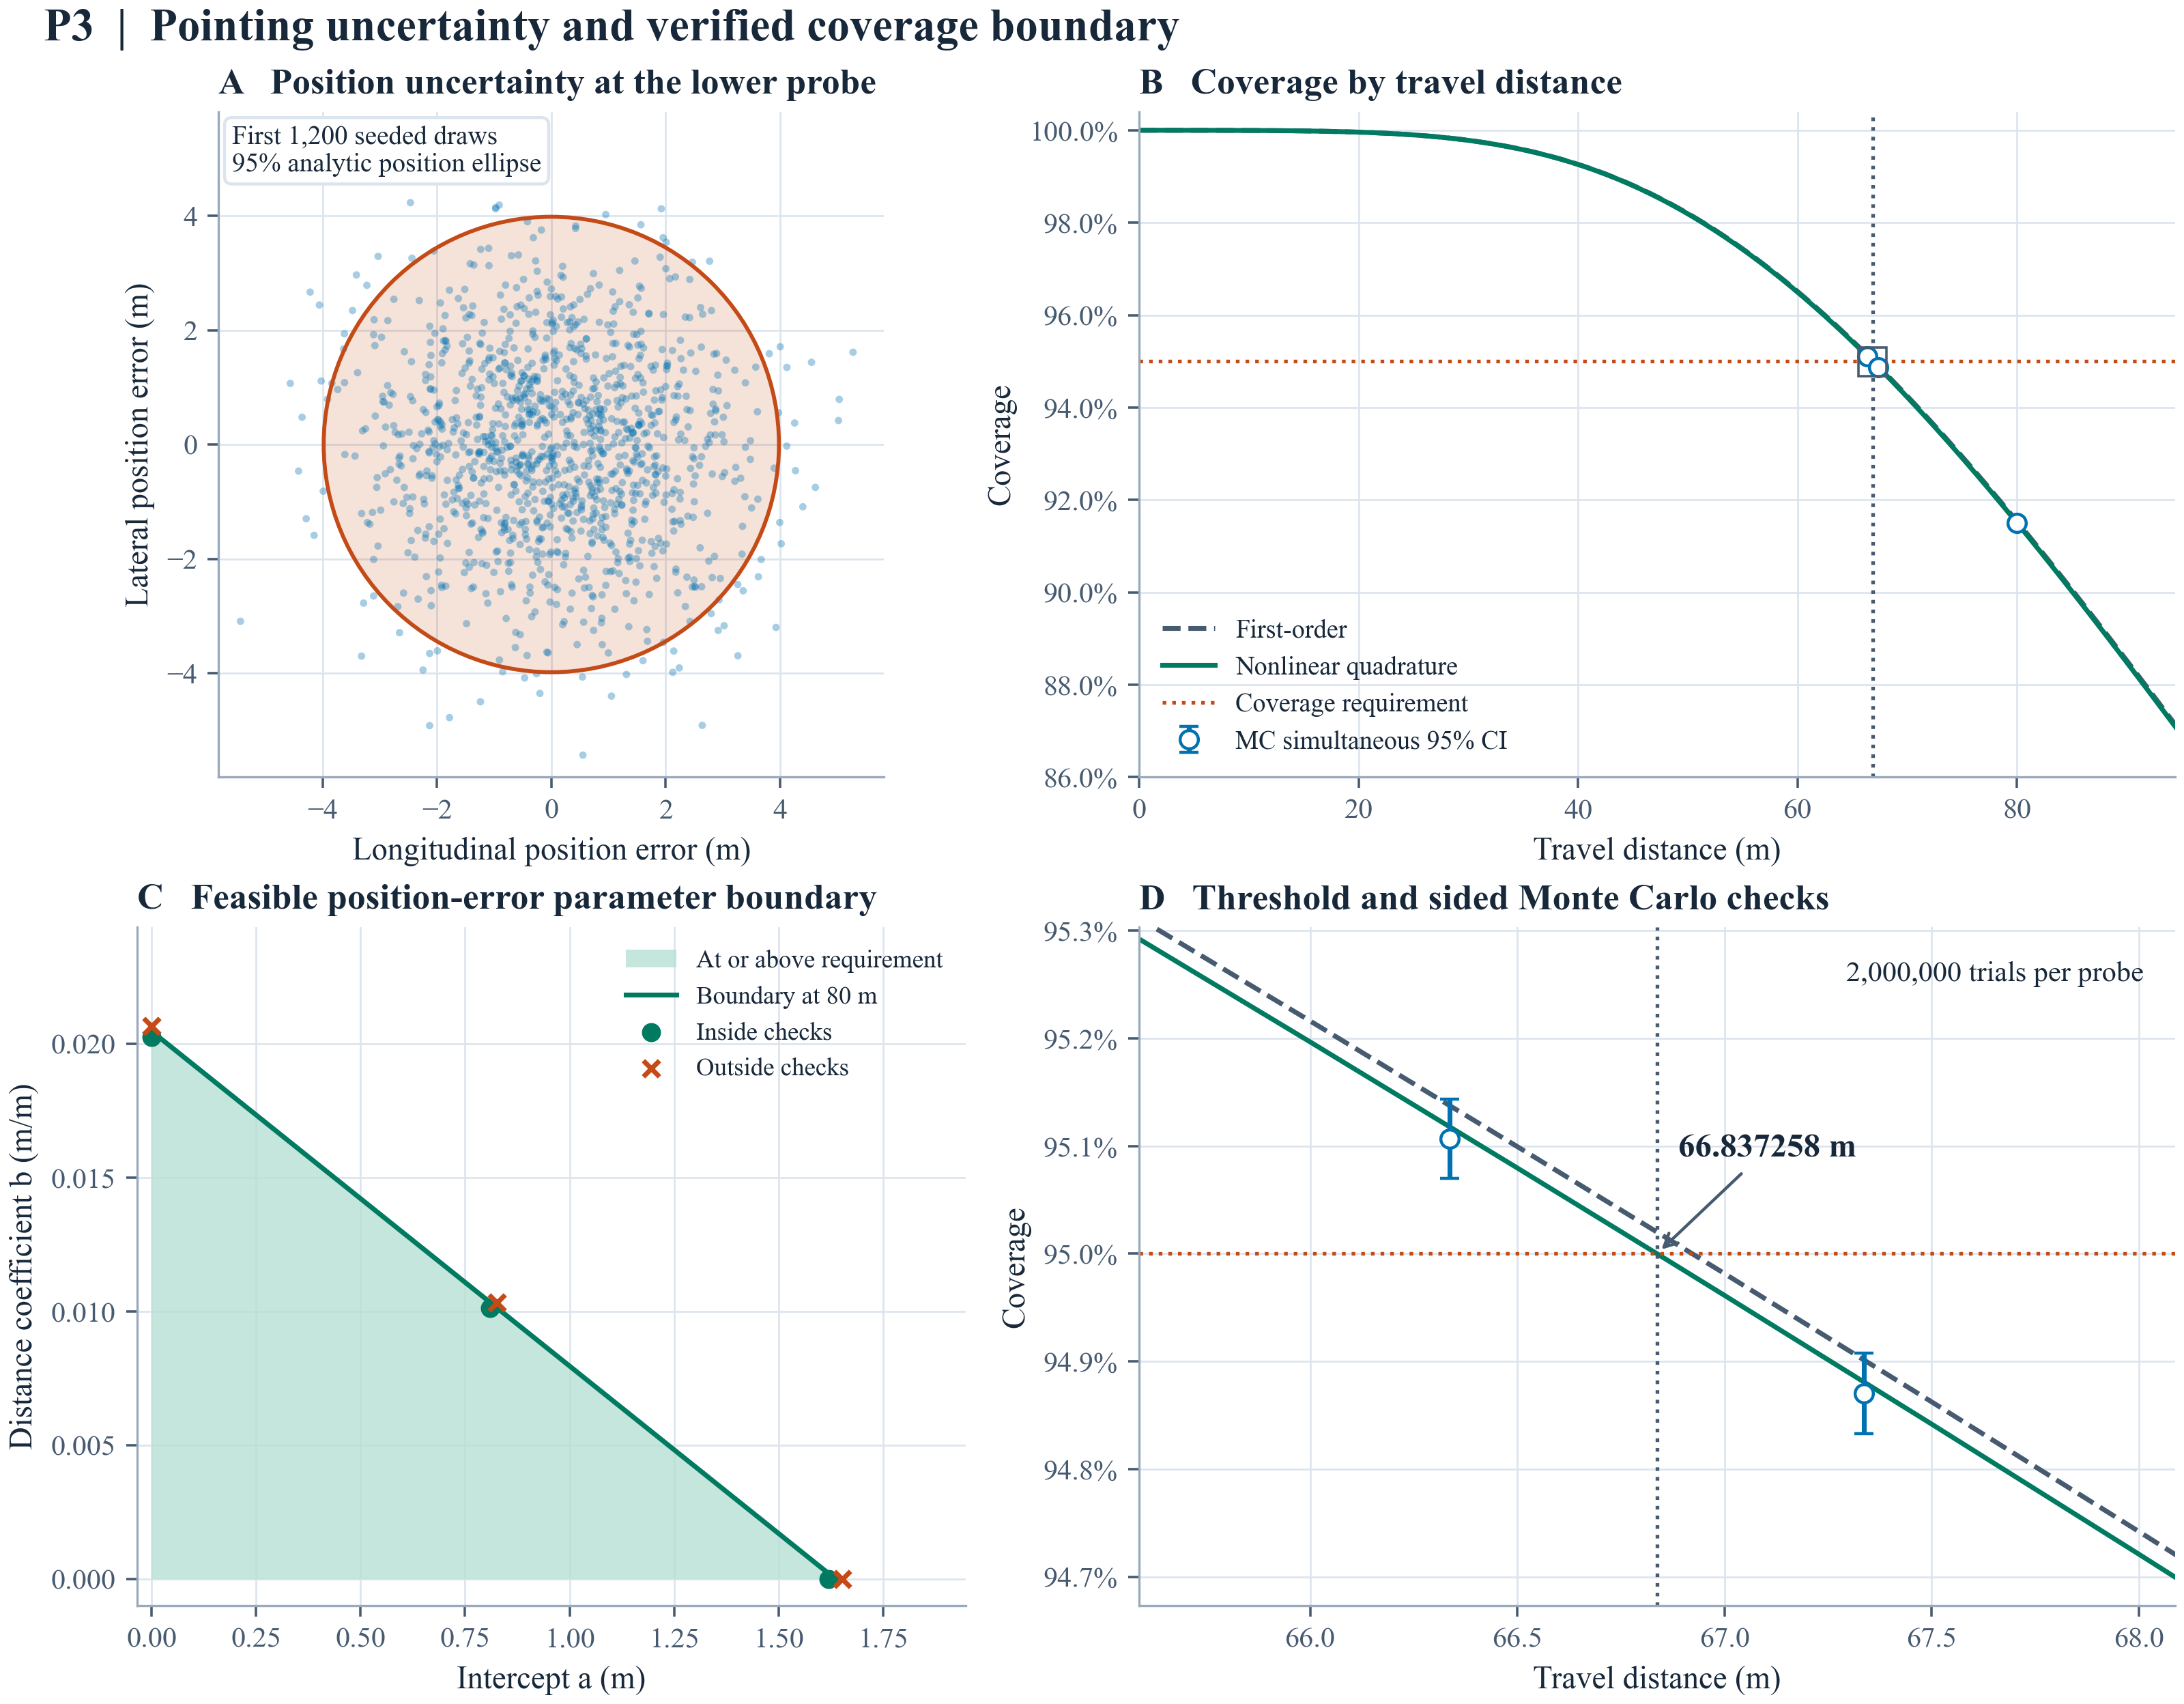 P3 | Pointing uncertainty and verified coverage boundary
A Position uncertainty at the lower probe
First 1,200 seeded draws
95% analytic position ellipse
4
2
0
−2
−4
Lateral position error (m)
−4 −2 0 2 4
Longitudinal position error (m)
B Coverage by travel distance
100.0%
98.0%
96.0%
94.0%
92.0%
90.0%
88.0%
86.0%
Coverage
First-order
Nonlinear quadrature
Coverage requirement
MC simultaneous 95% CI
0 20 40 60 80
Travel distance (m)
C Feasible position-error parameter boundary
At or above requirement
Boundary at 80 m
Inside checks
Outside checks
0.020
0.015
0.010
0.005
0.000
Distance coefficient b (m/m)
0.00 0.25 0.50 0.75 1.00 1.25 1.50 1.75
Intercept a (m)
D Threshold and sided Monte Carlo checks
95.3%
95.2%
95.1%
95.0%
94.9%
94.8%
94.7%
Coverage
2,000,000 trials per probe
66.837258 m
66.0 66.5 67.0 67.5 68.0
Travel distance (m)